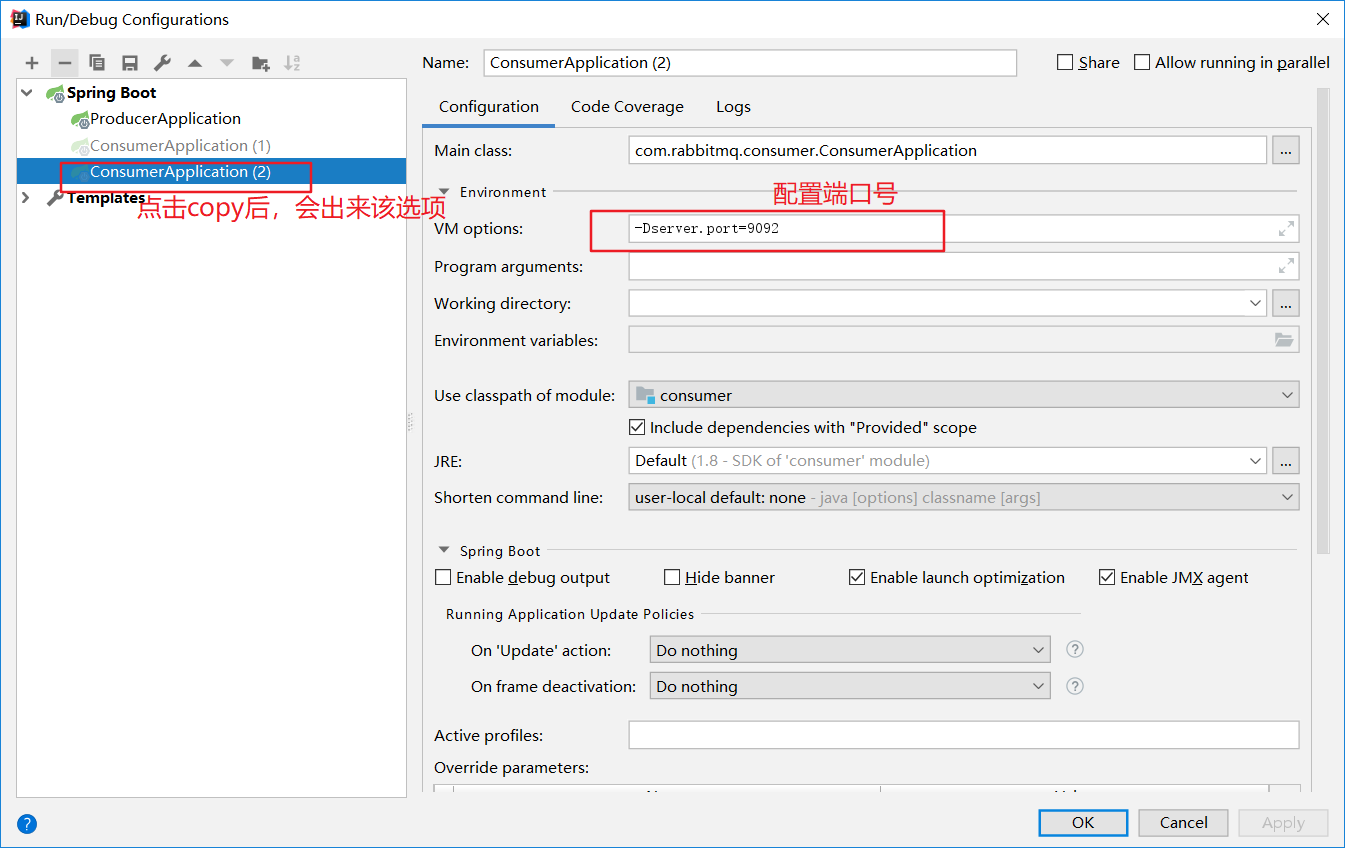 Run/Debug Configurations
Name: ConsumerApplication (2) Share Allow running in parallel
Spring Boot
ProducerApplication
ConsumerApplication (1)
ConsumerApplication (2)
Templates
点击copy后，会出来该选项
Configuration Code Coverage Logs
Main class: com.rabbitmq.consumer.ConsumerApplication ...
Environment
配置端口号
VM options: -Dserver.port=9092
Program arguments:
Working directory: ...
Environment variables:
Use classpath of module: consumer
Include dependencies with "Provided" scope
JRE: Default (1.8 - SDK of 'consumer' module) ...
Shorten command line: user-local default: none - java [options] classname [args]
Spring Boot
Enable debug output Hide banner Enable launch optimization Enable JMX agent
Running Application Update Policies
On 'Update' action: Do nothing ?
On frame deactivation: Do nothing ?
Active profiles:
Override parameters:
? OK Cancel Apply